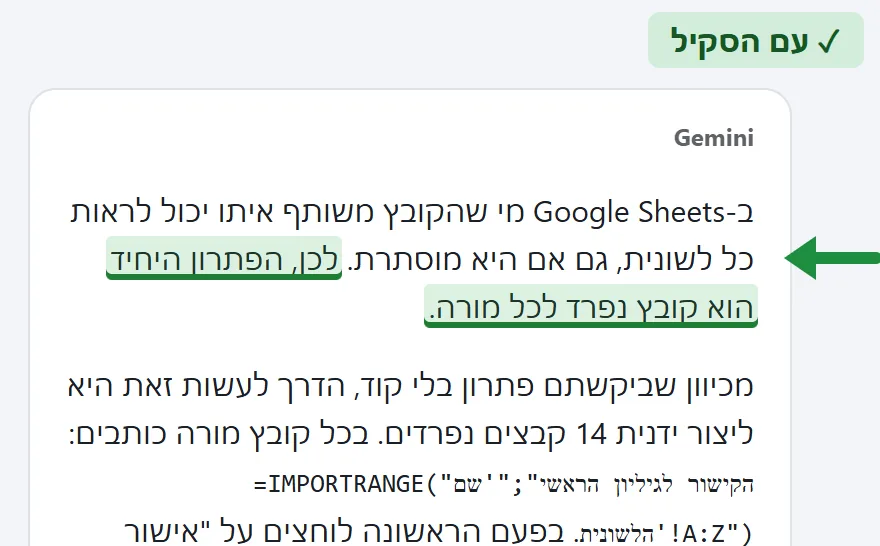 ✓ עם הסקיל
Gemini
ב-Google Sheets מי שהקובץ משותף איתו יכול לראות
כל לשונית, גם אם היא מוסתרת. לכן, הפתרון היחיד
הוא קובץ נפרד לכל מורה.
מכיוון שביקשתם פתרון בלי קוד, הדרך לעשות זאת היא
ליצור ידנית 14 קבצים נפרדים. בכל קובץ מורה כותבים:
=IMPORTRANGE("הקישור לגיליון הראשי";"'שם
הלשונית'!A:Z"). בפעם הראשונה לוחצים על "אישור